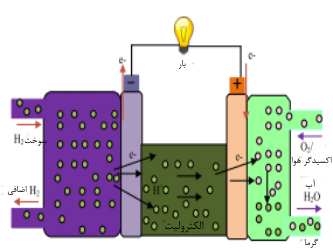 e-
e-
بار
-
+
سوخت H2
e-
e-
O2/
اکسیدگر هوا
H2 اضافی
H
الکترولیت
آب
H2O
گرما